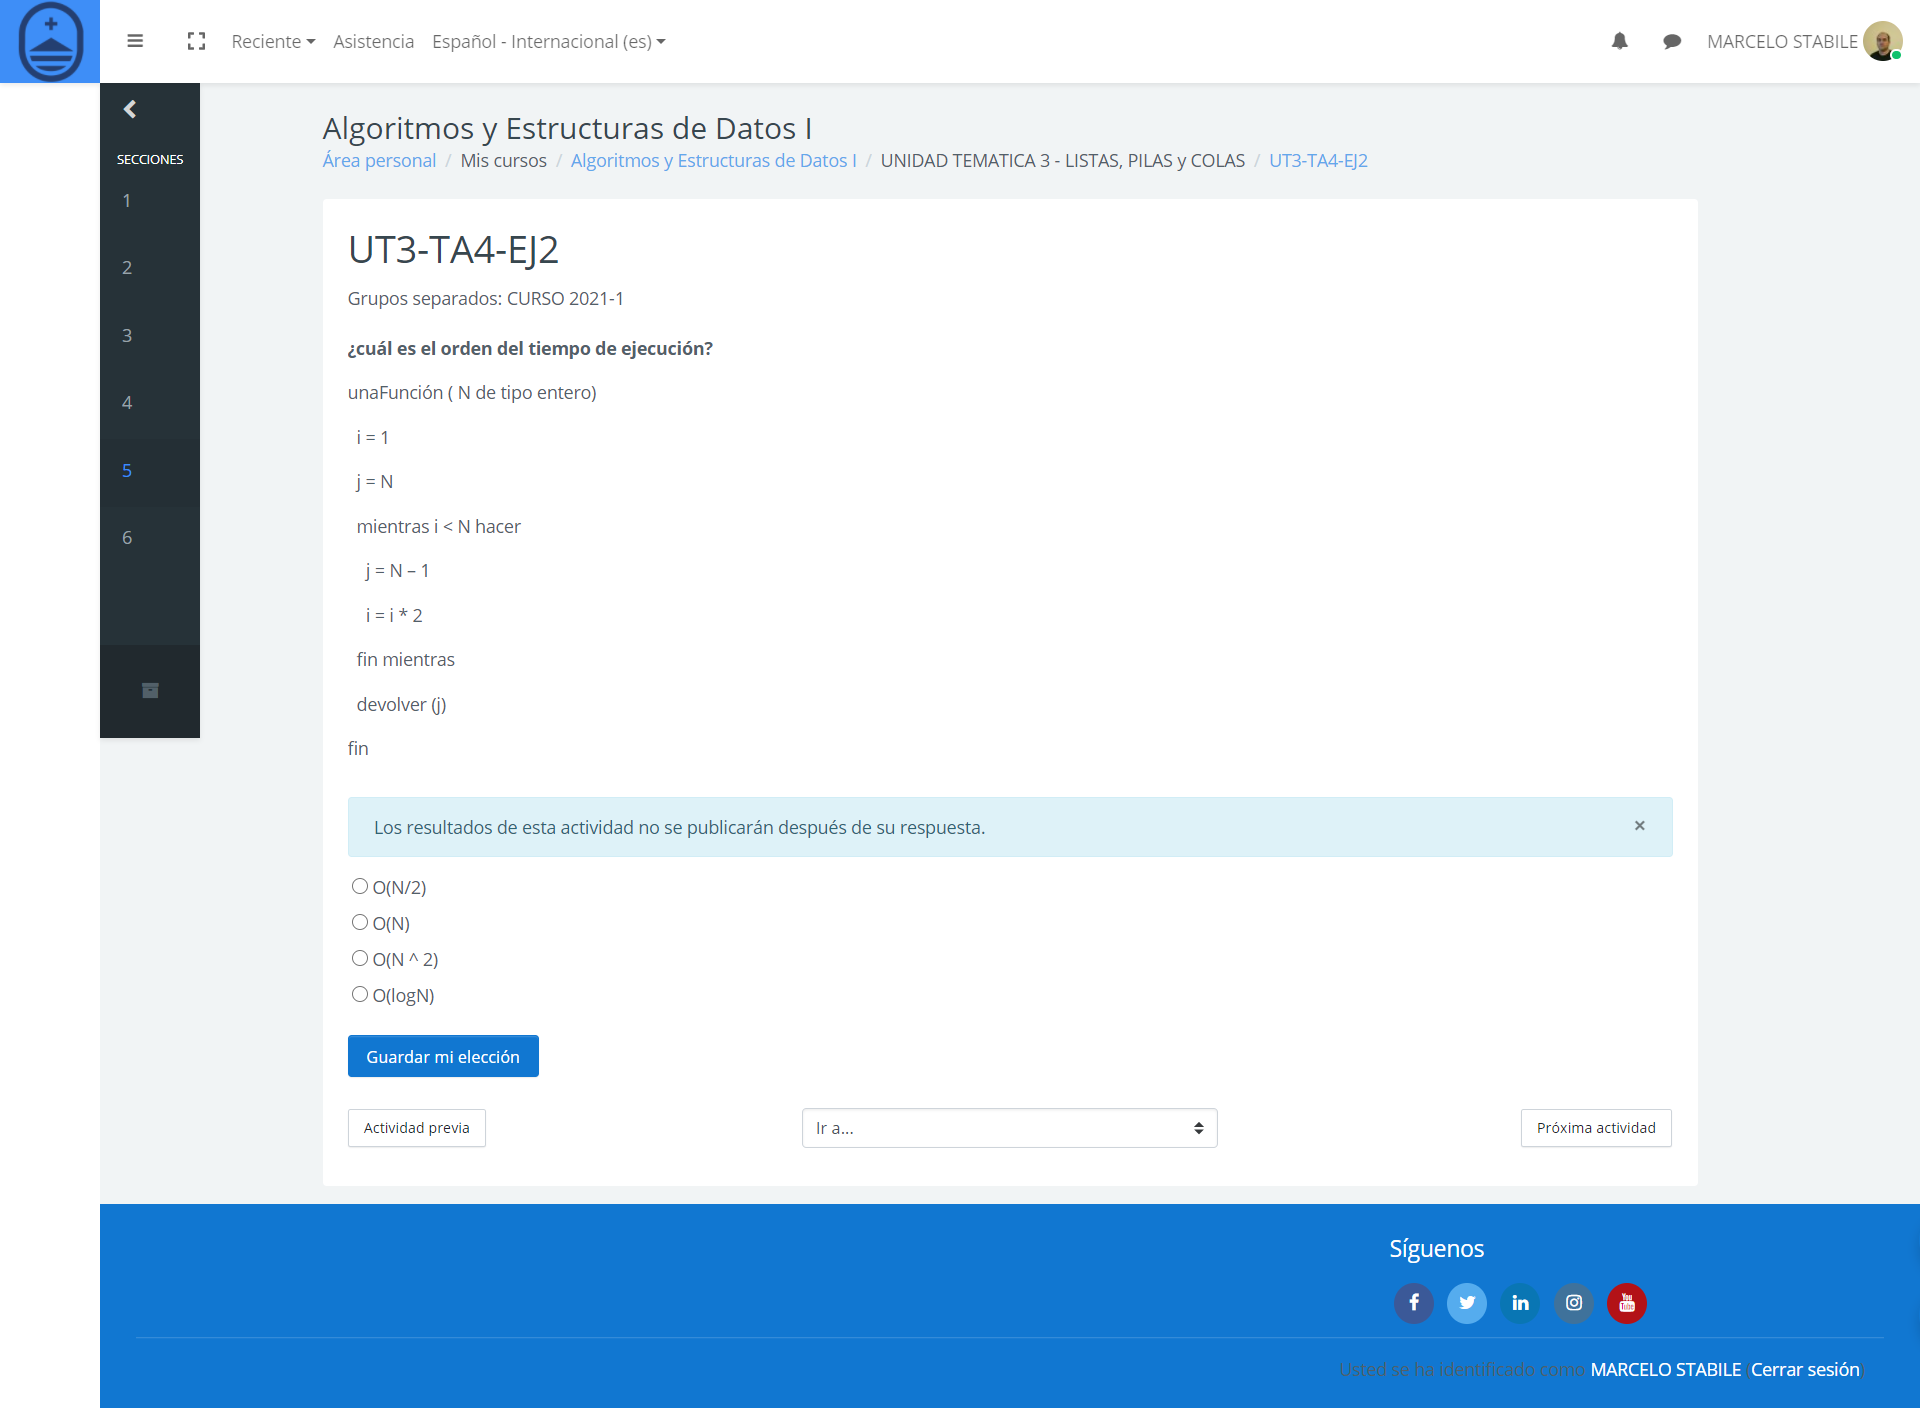 Reciente Asistencia Español - Internacional (es) MARCELO STABILE
SECCIONES
1
2
3
4
5
6
Algoritmos y Estructuras de Datos I
Área personal / Mis cursos / Algoritmos y Estructuras de Datos I / UNIDAD TEMATICA 3 - LISTAS, PILAS y COLAS / UT3-TA4-EJ2
UT3-TA4-EJ2
Grupos separados: CURSO 2021-1
¿cuál es el orden del tiempo de ejecución?
unaFunción ( N de tipo entero)
i = 1
j = N
mientras i < N hacer
j = N – 1
i = i * 2
fin mientras
devolver (j)
fin
Los resultados de esta actividad no se publicarán después de su respuesta. ×
O(N/2)
O(N)
O(N ^ 2)
O(logN)
Guardar mi elección
Actividad previa Ir a... Próxima actividad
Síguenos
You Tube
Usted se ha identificado como MARCELO STABILE (Cerrar sesión)